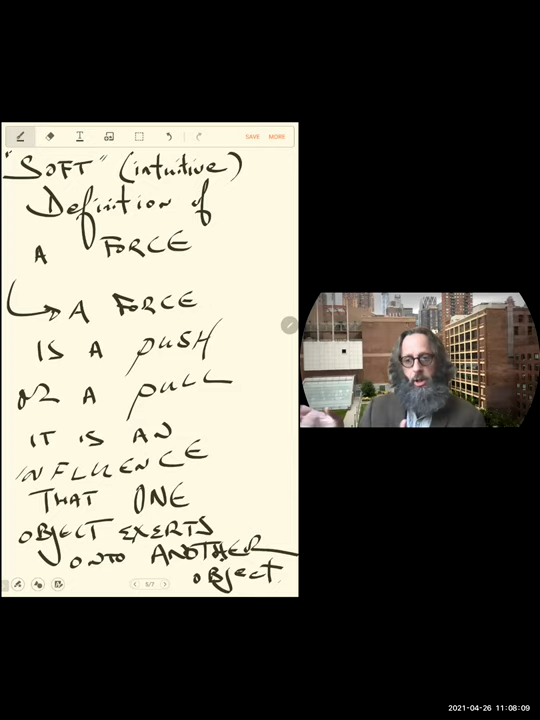 SAVE MORE
"SOFT" (intuitive)
Definition of
A FORCE
A FORCE
IS A PUSH
OR A PULL
IT IS AN
INFLUENCE
THAT ONE
OBJECT EXERTS
ONTO ANOTHER
OBJECT.
5/7
2021-04-26 11:08:09